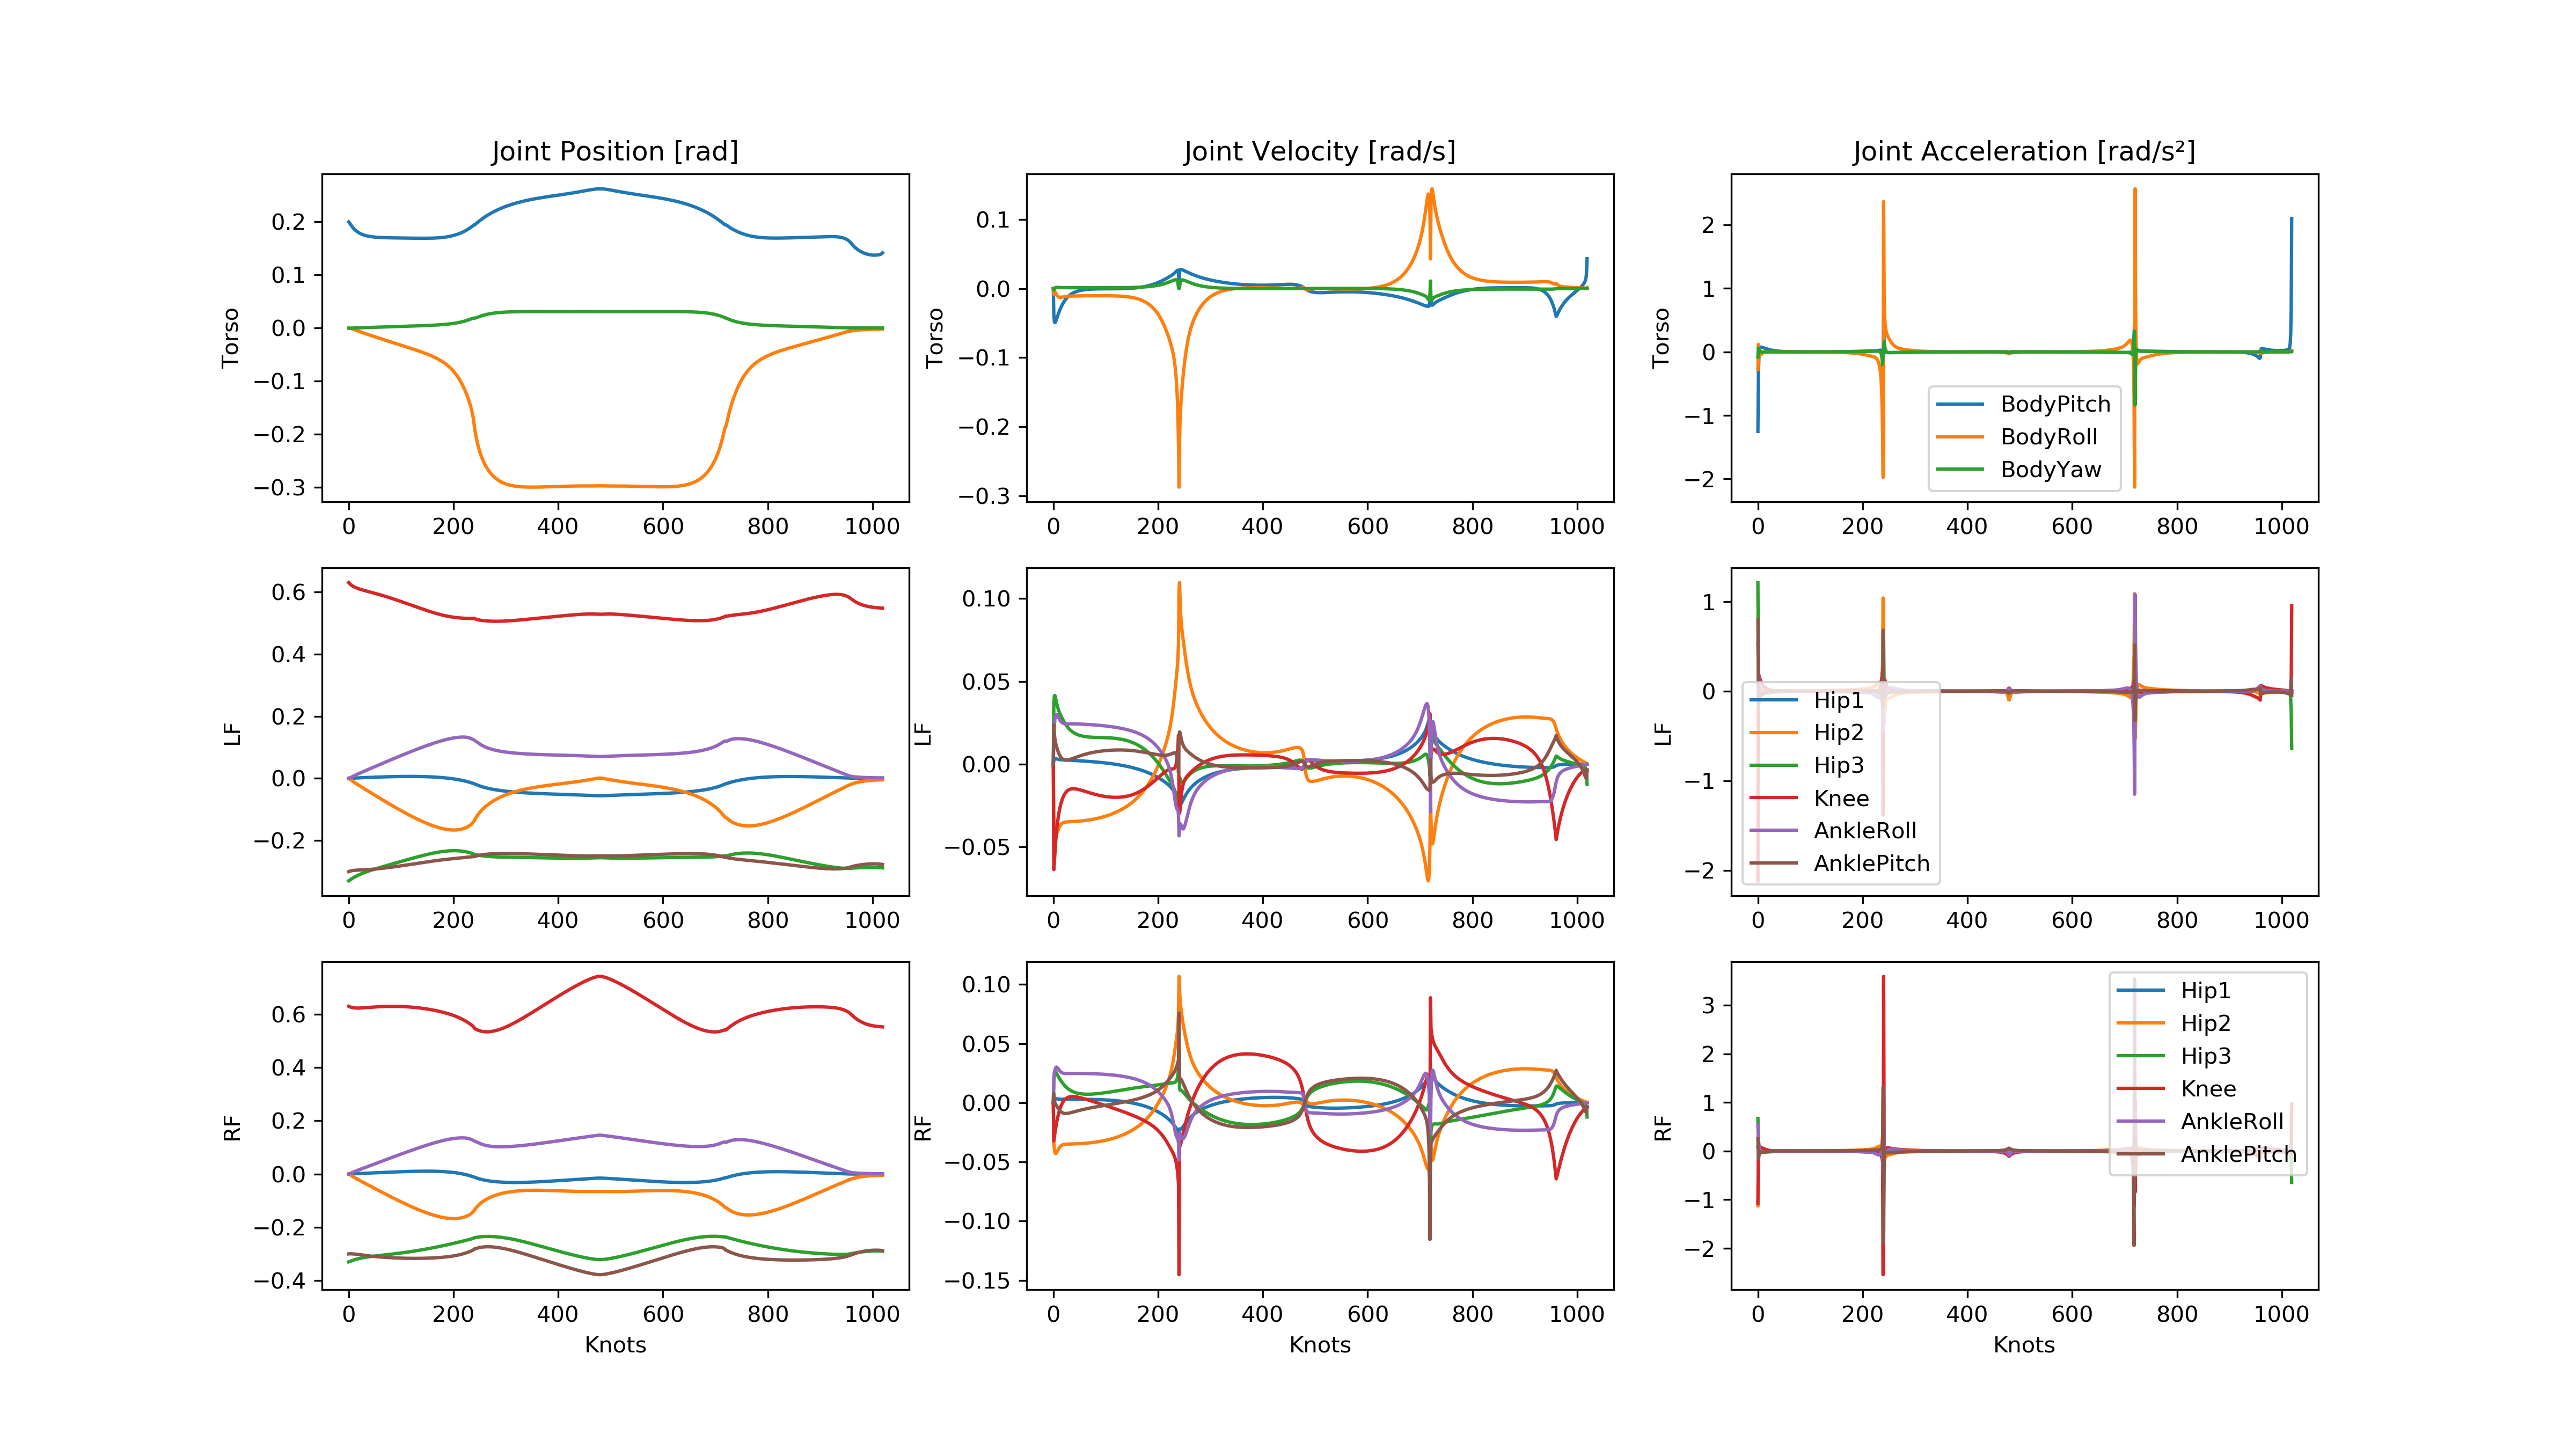 Joint Position [rad]
Joint Velocity [rad/s]
Joint Acceleration [rad/s²]
Torso
0.2
0.1
0.0
−0.1
−0.2
−0.3
0 200 400 600 800 1000
Torso
0.1
0.0
−0.1
−0.2
−0.3
0 200 400 600 800 1000
Torso
2
1
0
−1
−2
BodyPitch
BodyRoll
BodyYaw
0 200 400 600 800 1000
LF
0.6
0.4
0.2
0.0
−0.2
0 200 400 600 800 1000
LF
0.10
0.05
0.00
−0.05
0 200 400 600 800 1000
LF
1
0
−1
−2
Hip1
Hip2
Hip3
Knee
AnkleRoll
AnklePitch
0 200 400 600 800 1000
RF
0.6
0.4
0.2
0.0
−0.2
−0.4
0 200 400 600 800 1000
Knots
RF
0.10
0.05
0.00
−0.05
−0.10
−0.15
0 200 400 600 800 1000
Knots
RF
3
2
1
0
−1
−2
Hip1
Hip2
Hip3
Knee
AnkleRoll
AnklePitch
0 200 400 600 800 1000
Knots